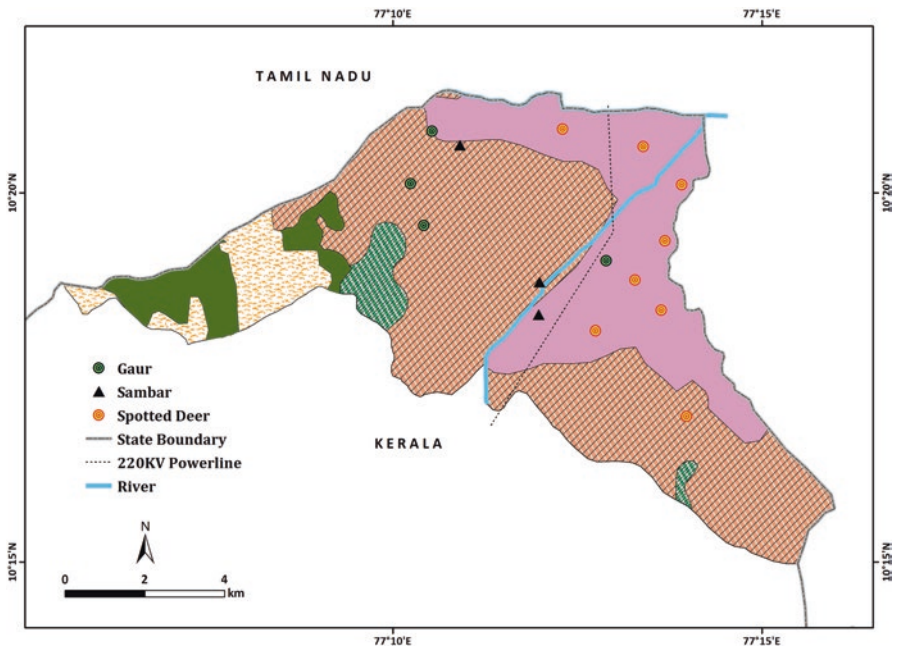 77°10'E 77°15'E
TAMIL NADU
10°20'N 10°20'N
Gaur
Sambar
Spotted Deer
State Boundary
KERALA
220KV Powerline
River
N
0 2 4
km
10°15'N 10°15'N
77°10'E 77°15'E